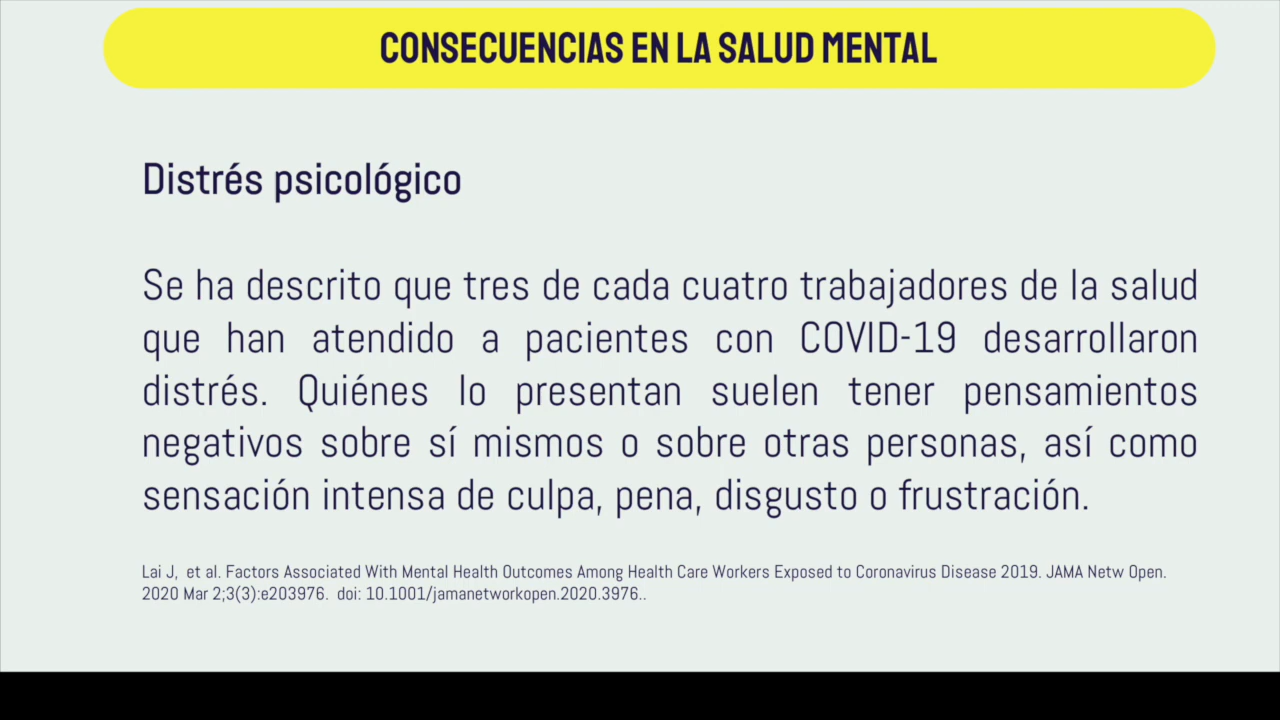 CONSECUENCIAS EN LA SALUD MENTAL
Distrés psicológico
Se ha descrito que tres de cada cuatro trabajadores de la salud
que han atendido a pacientes con COVID-19 desarrollaron
distrés. Quiénes lo presentan suelen tener pensamientos
negativos sobre sí mismos o sobre otras personas, así como
sensación intensa de culpa, pena, disgusto o frustración.
Lai J, et al. Factors Associated With Mental Health Outcomes Among Health Care Workers Exposed to Coronavirus Disease 2019. JAMA Netw Open.
2020 Mar 2;3(3):e203976. doi: 10.1001/jamanetworkopen.2020.3976..